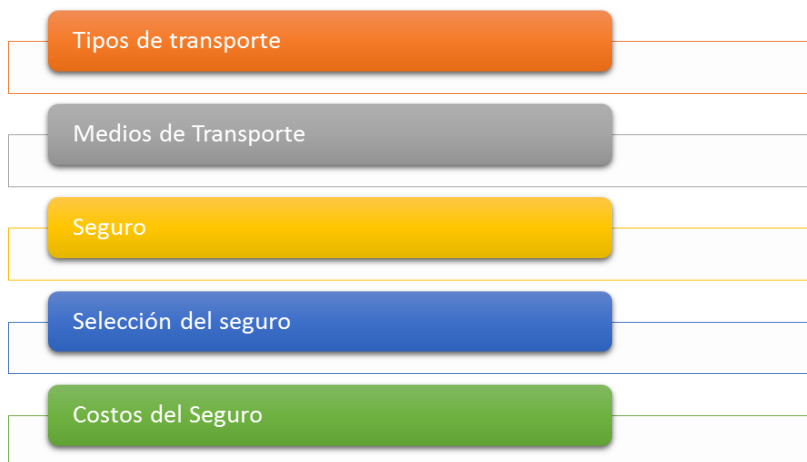 Tipos de transporte
Medios de Transporte
Seguro
Selección del seguro
Costos del Seguro